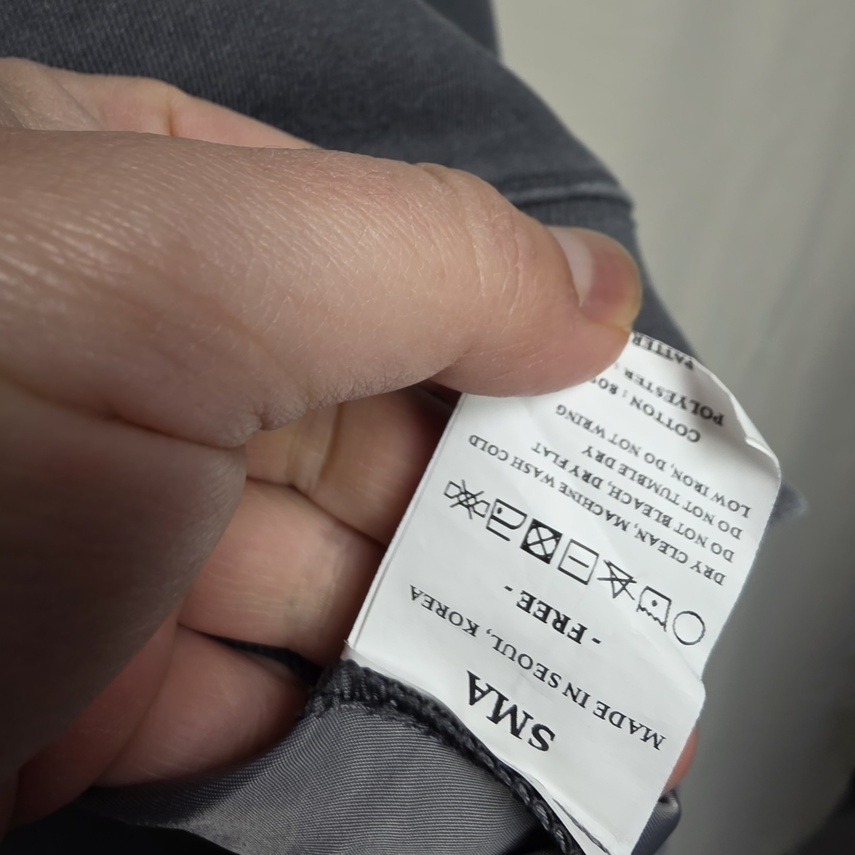 SMA
MADE IN SEOUL, KOREA
- FREE -
DRY CLEAN, MACHINE WASH COLD
DO NOT BLEACH, DRY FLAT
DO NOT TUMBLE DRY
LOW IRON, DO NOT WRING
COTTON :
POLYESTER :